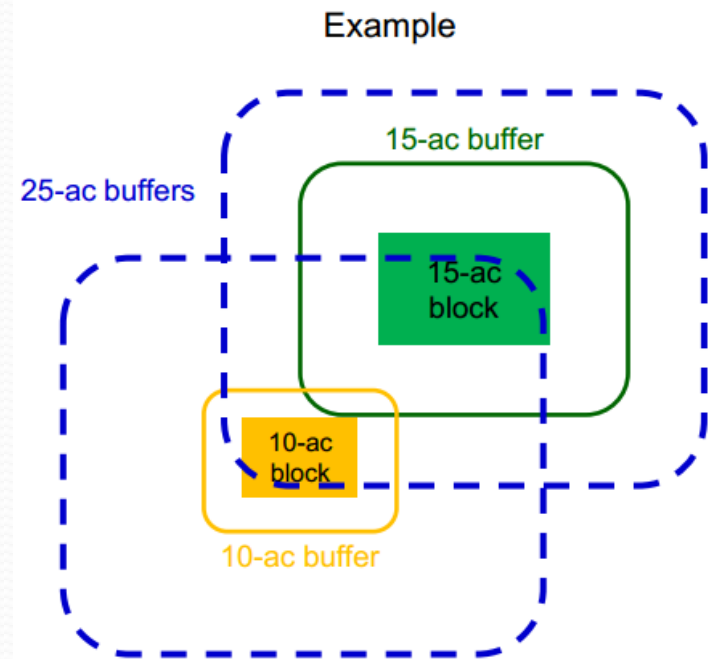 Example
15-ac buffer
25-ac buffers
15-ac
block
10-ac
block
10-ac buffer